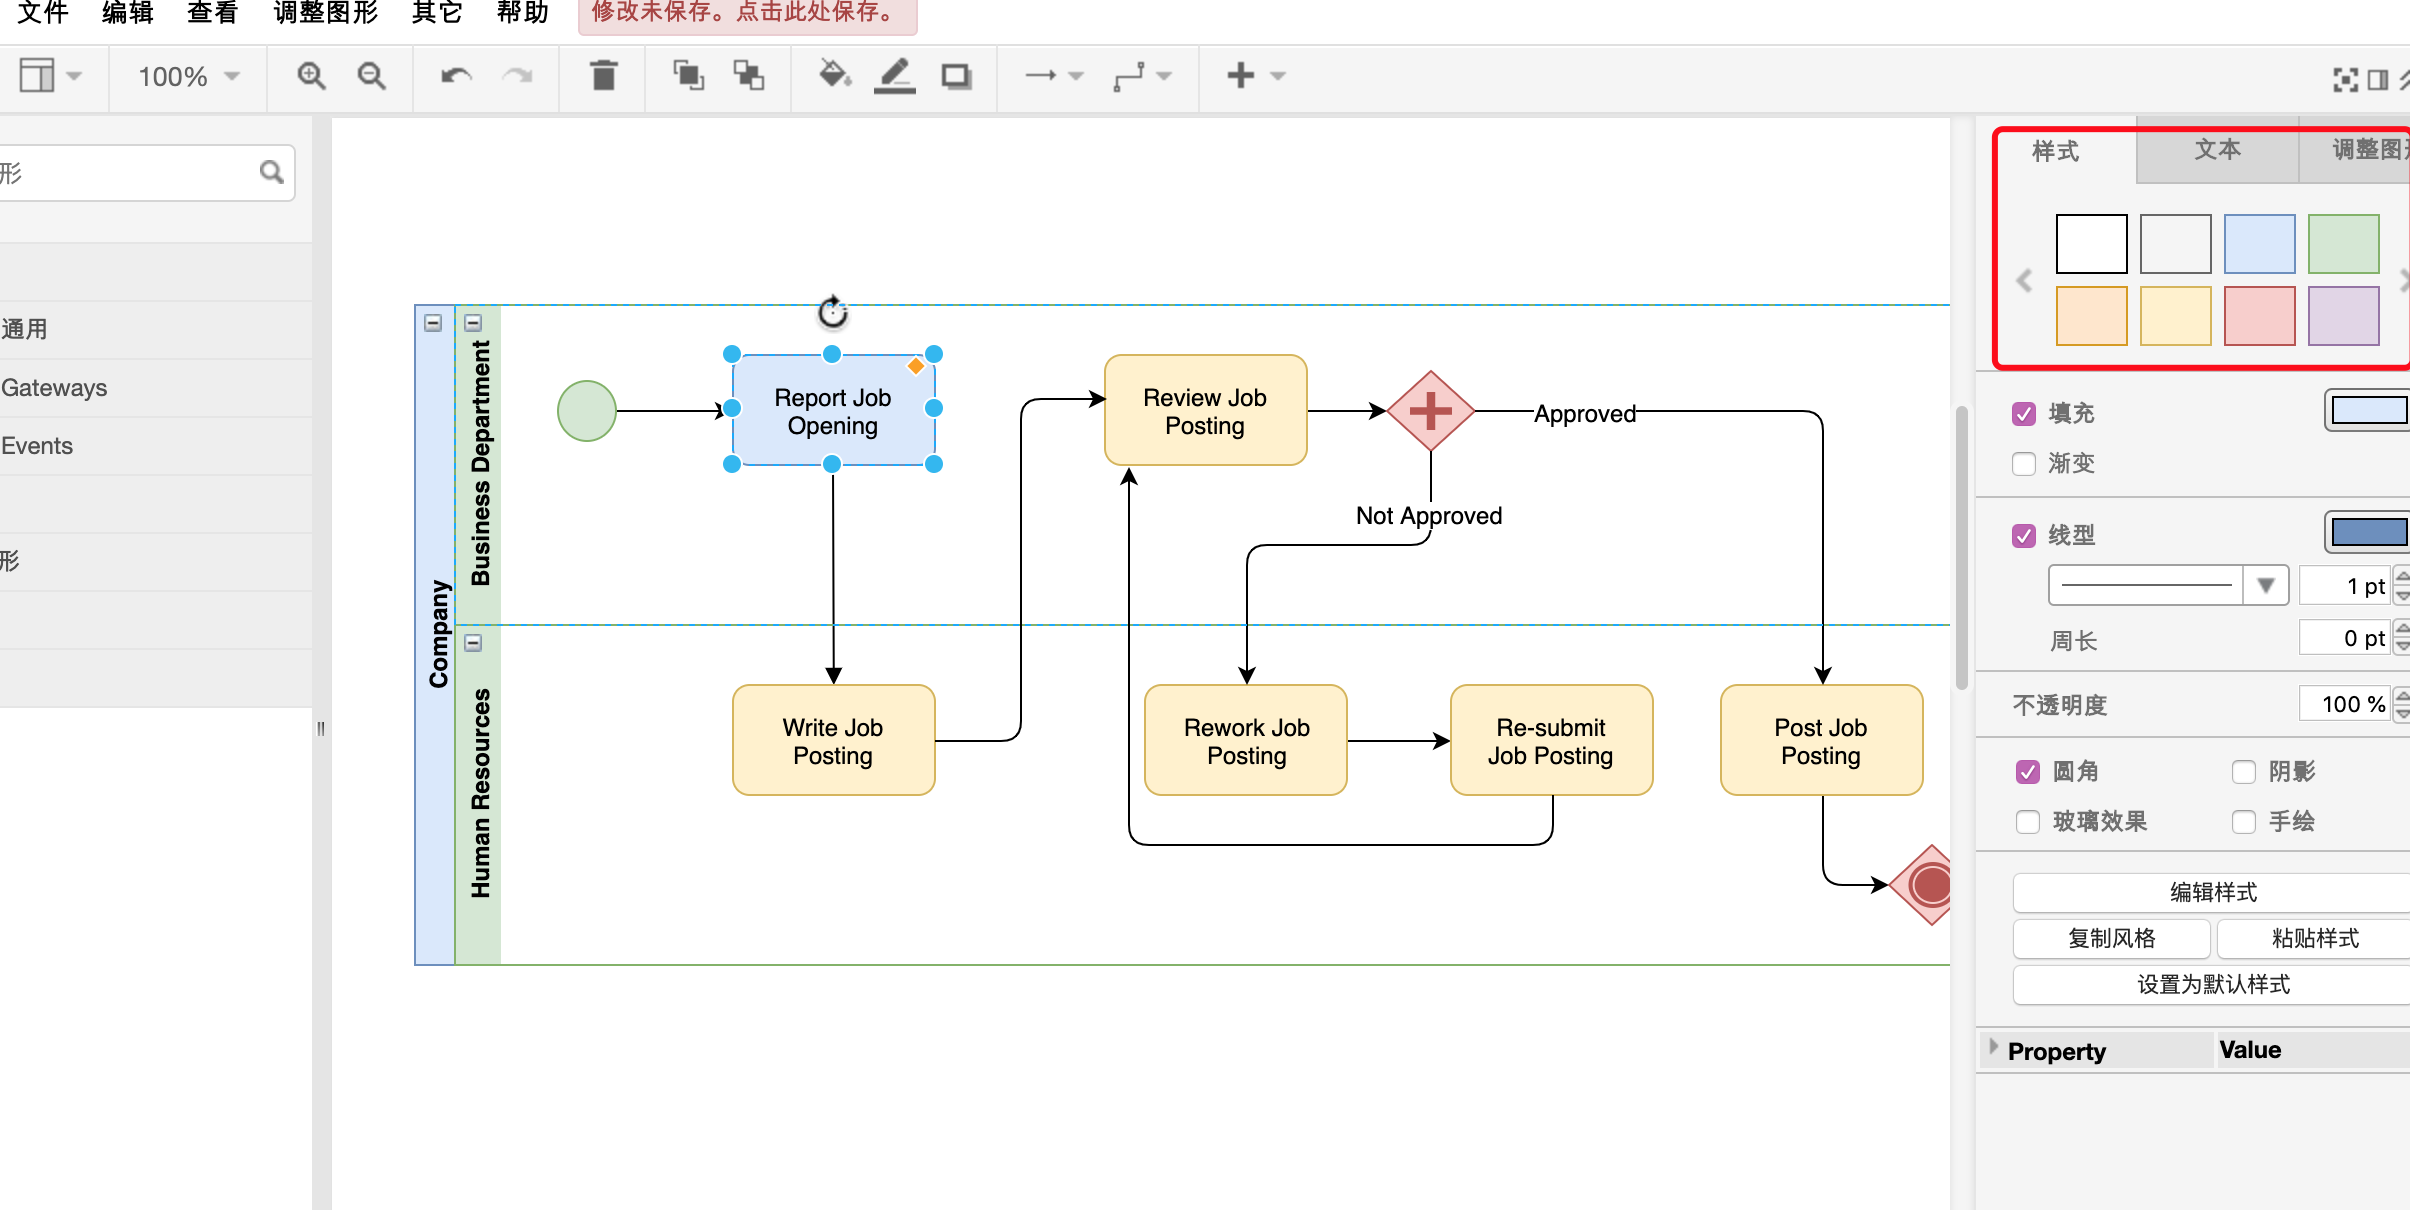 文件 编辑 查看 调整图形 其它 帮助 修改未保存。点击此处保存。
100%
形
通用
Gateways
Events
形
Company
Business Department
Human Resources
Report Job
Opening
Review Job
Posting
Approved
Not Approved
Write Job
Posting
Rework Job
Posting
Re-submit
Job Posting
Post Job
Posting
样式 文本 调整图形
填充
渐变
线型
1 pt
周长 0 pt
不透明度 100 %
圆角 阴影
玻璃效果 手绘
编辑样式
复制风格 粘贴样式
设置为默认样式
Property Value